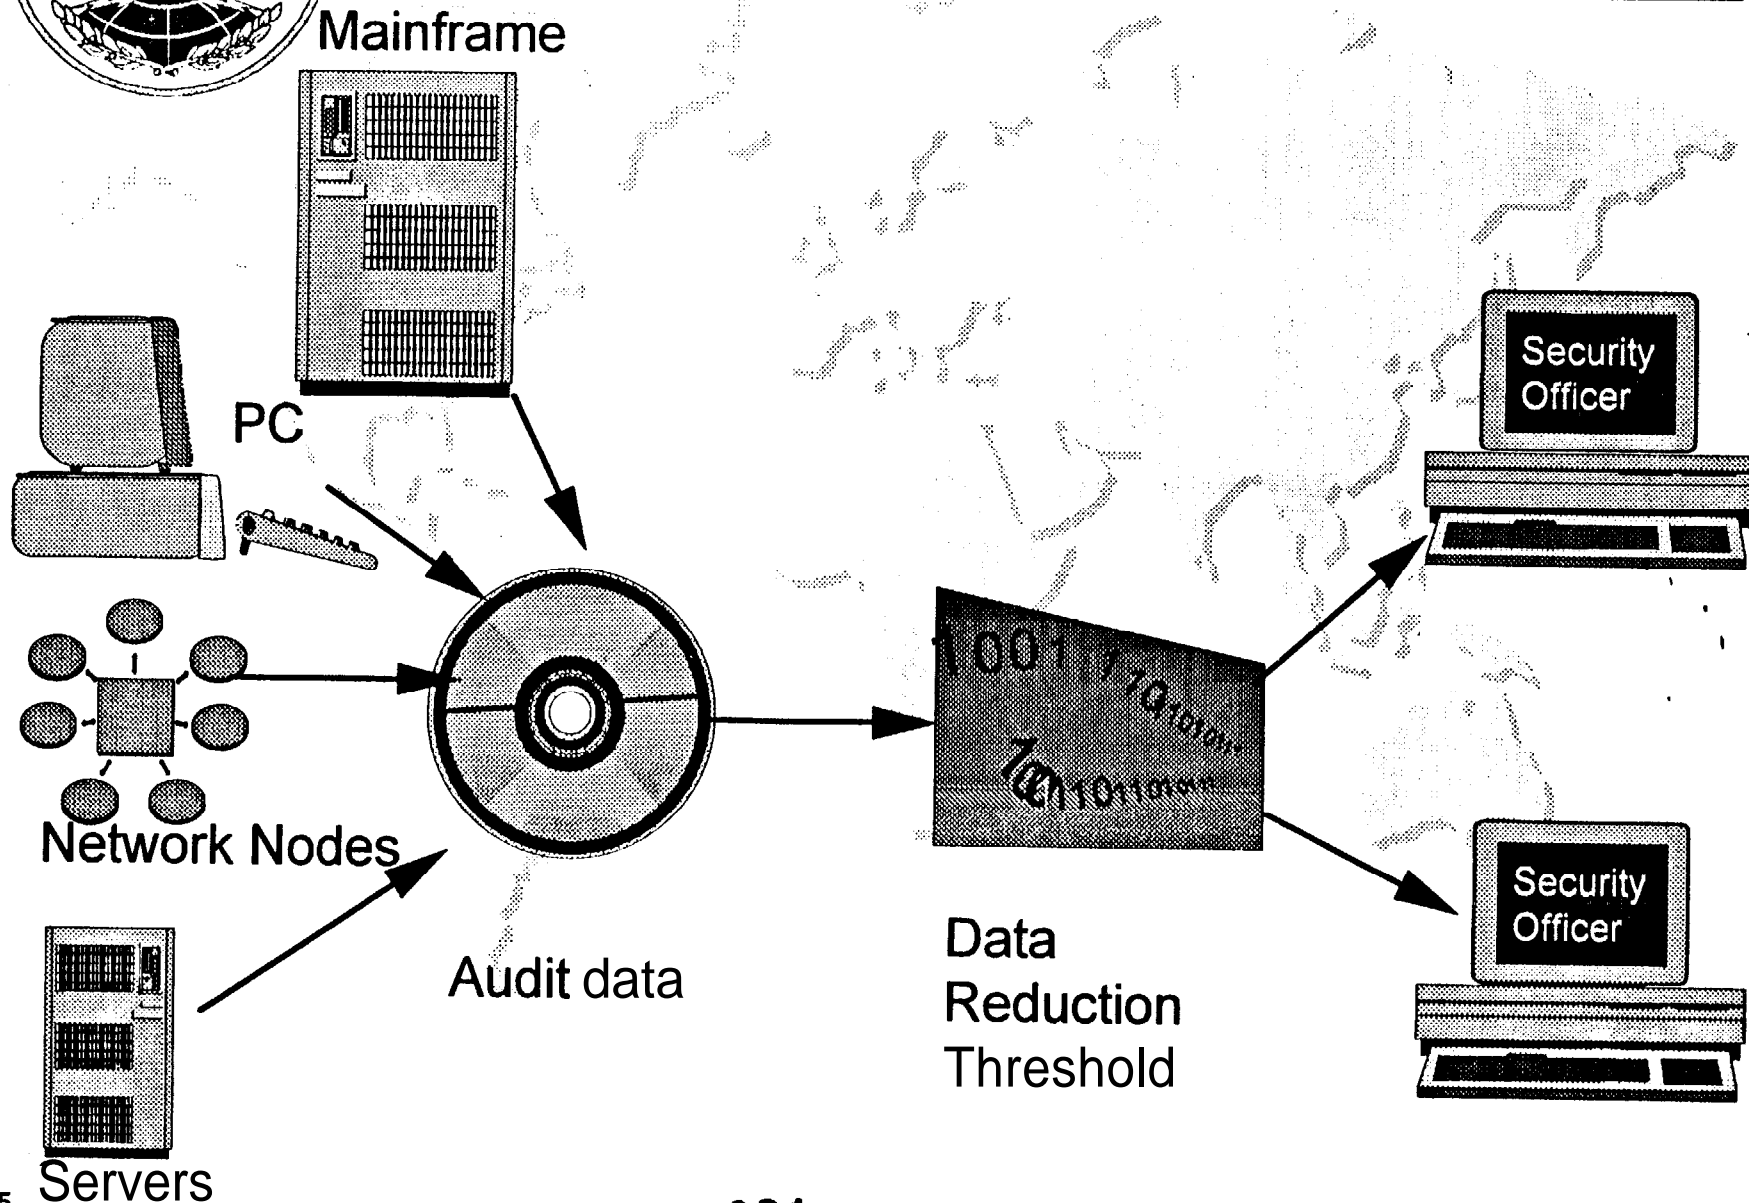 Mainframe
PC
Security
Officer
1001
Network Nodes
Security
Officer
Audit data
Data
Reduction
Threshold
Servers